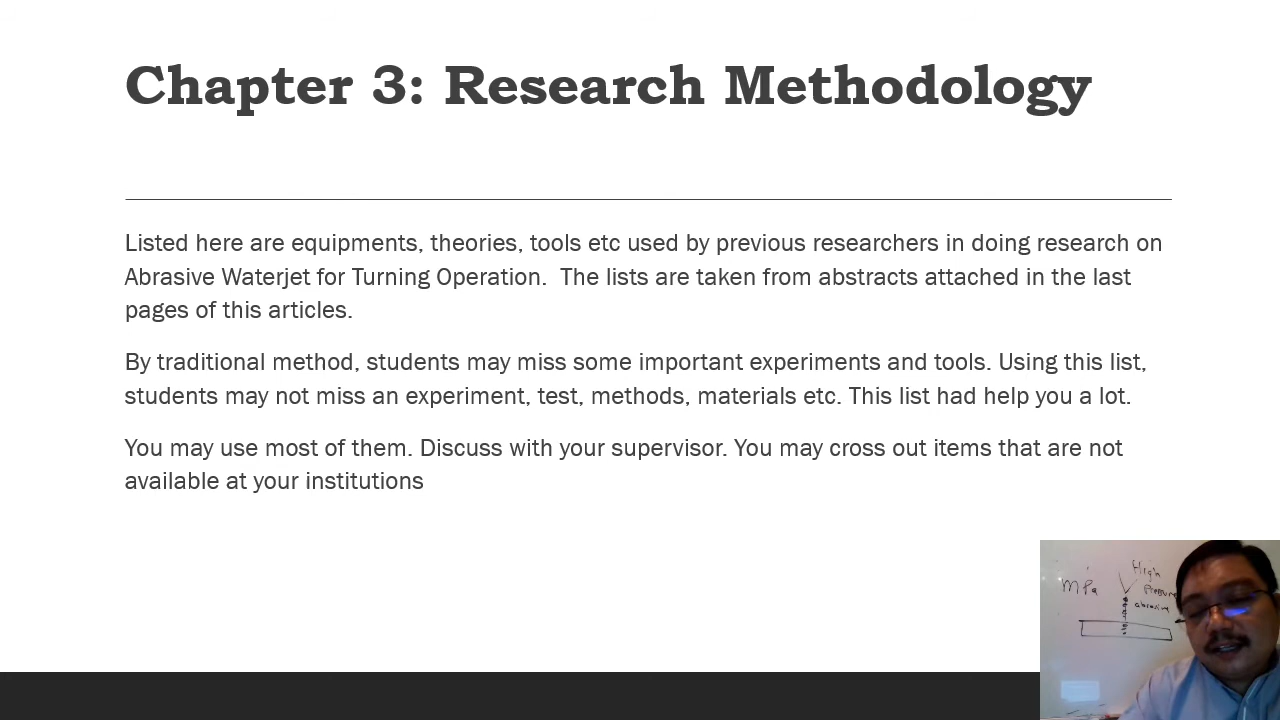 Chapter 3: Research Methodology
Listed here are equipments, theories, tools etc used by previous researchers in doing research on
Abrasive Waterjet for Turning Operation.  The lists are taken from abstracts attached in the last
pages of this articles.
By traditional method, students may miss some important experiments and tools. Using this list,
students may not miss an experiment, test, methods, materials etc. This list had help you a lot.
You may use most of them. Discuss with your supervisor. You may cross out items that are not
available at your institutions
High
MPa
Pressure
abrasive